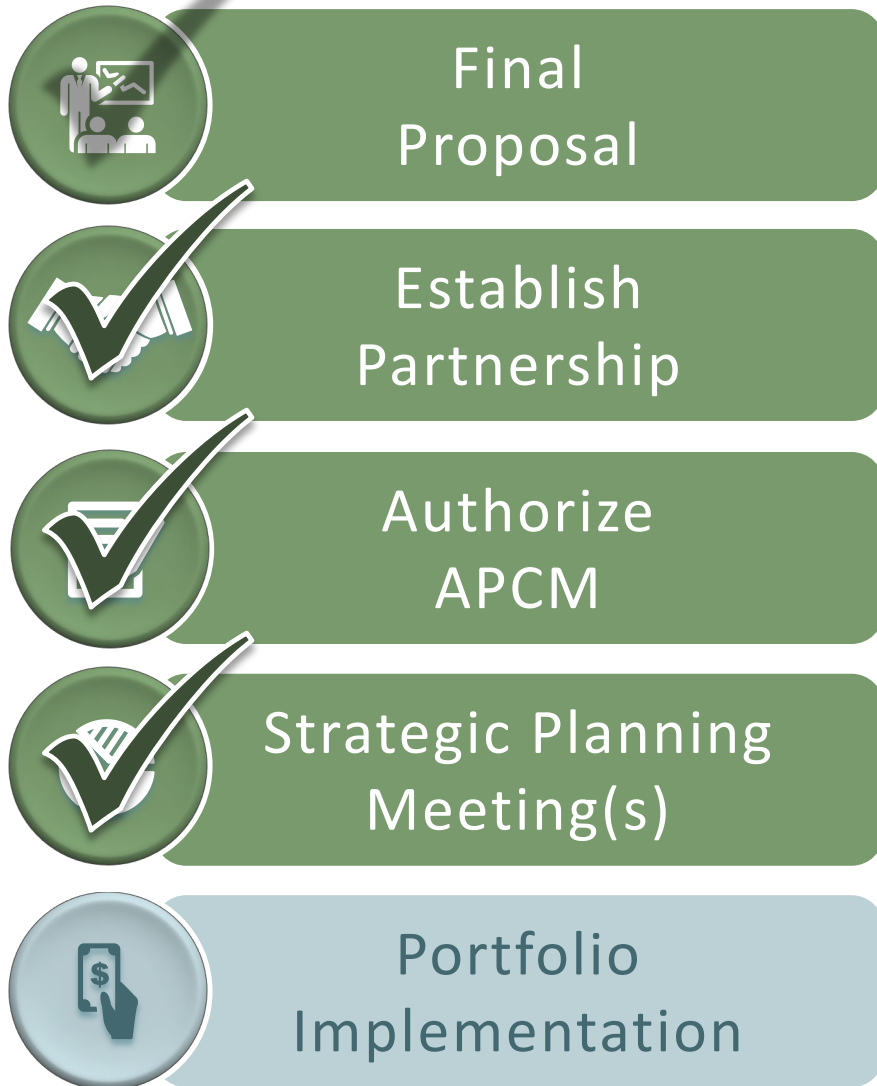 Final
Proposal
Establish
Partnership
Authorize
APCM
Strategic Planning
Meeting(s)
$
Portfolio
Implementation